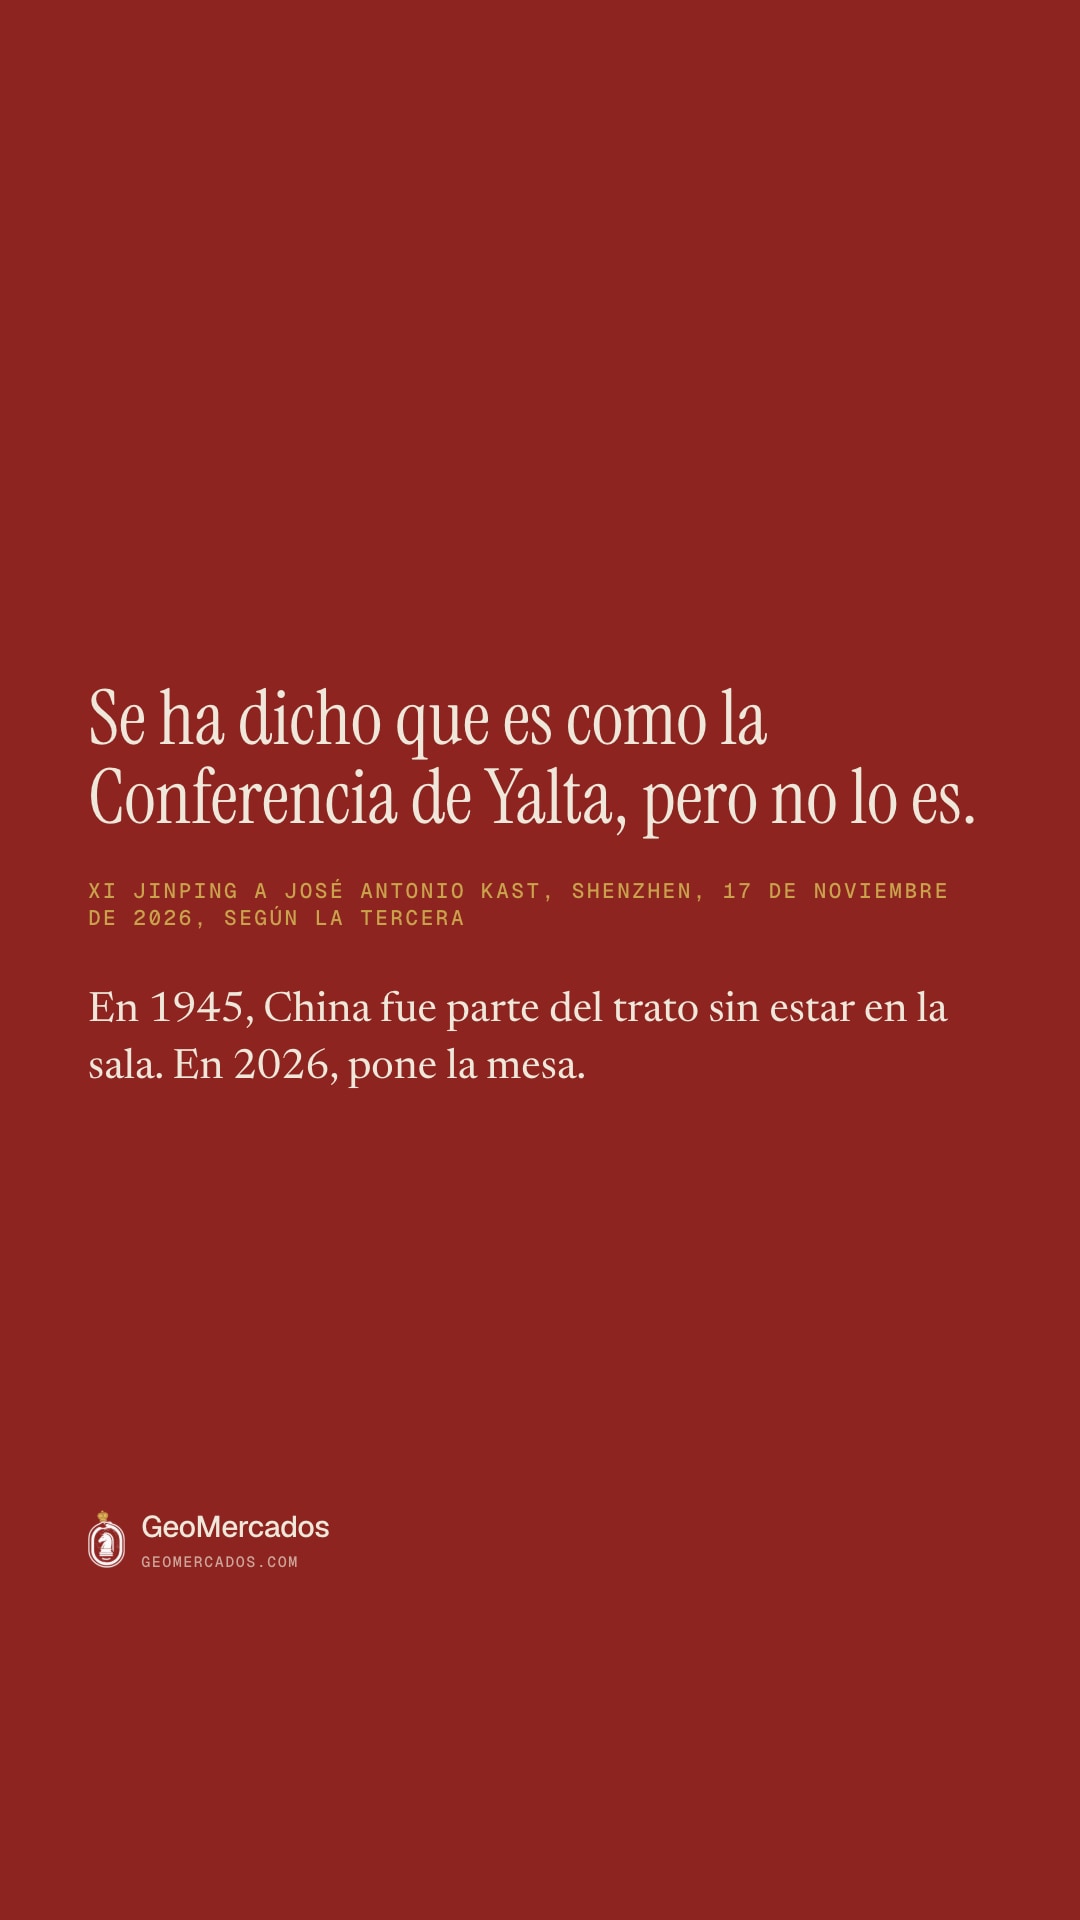 Se ha dicho que es como la
Conferencia de Yalta, pero no lo es.
XI JINPING A JOSÉ ANTONIO KAST, SHENZHEN, 17 DE NOVIEMBRE
DE 2026, SEGÚN LA TERCERA
En 1945, China fue parte del trato sin estar en la
sala. En 2026, pone la mesa.
GeoMercados
GEOMERCADOS.COM